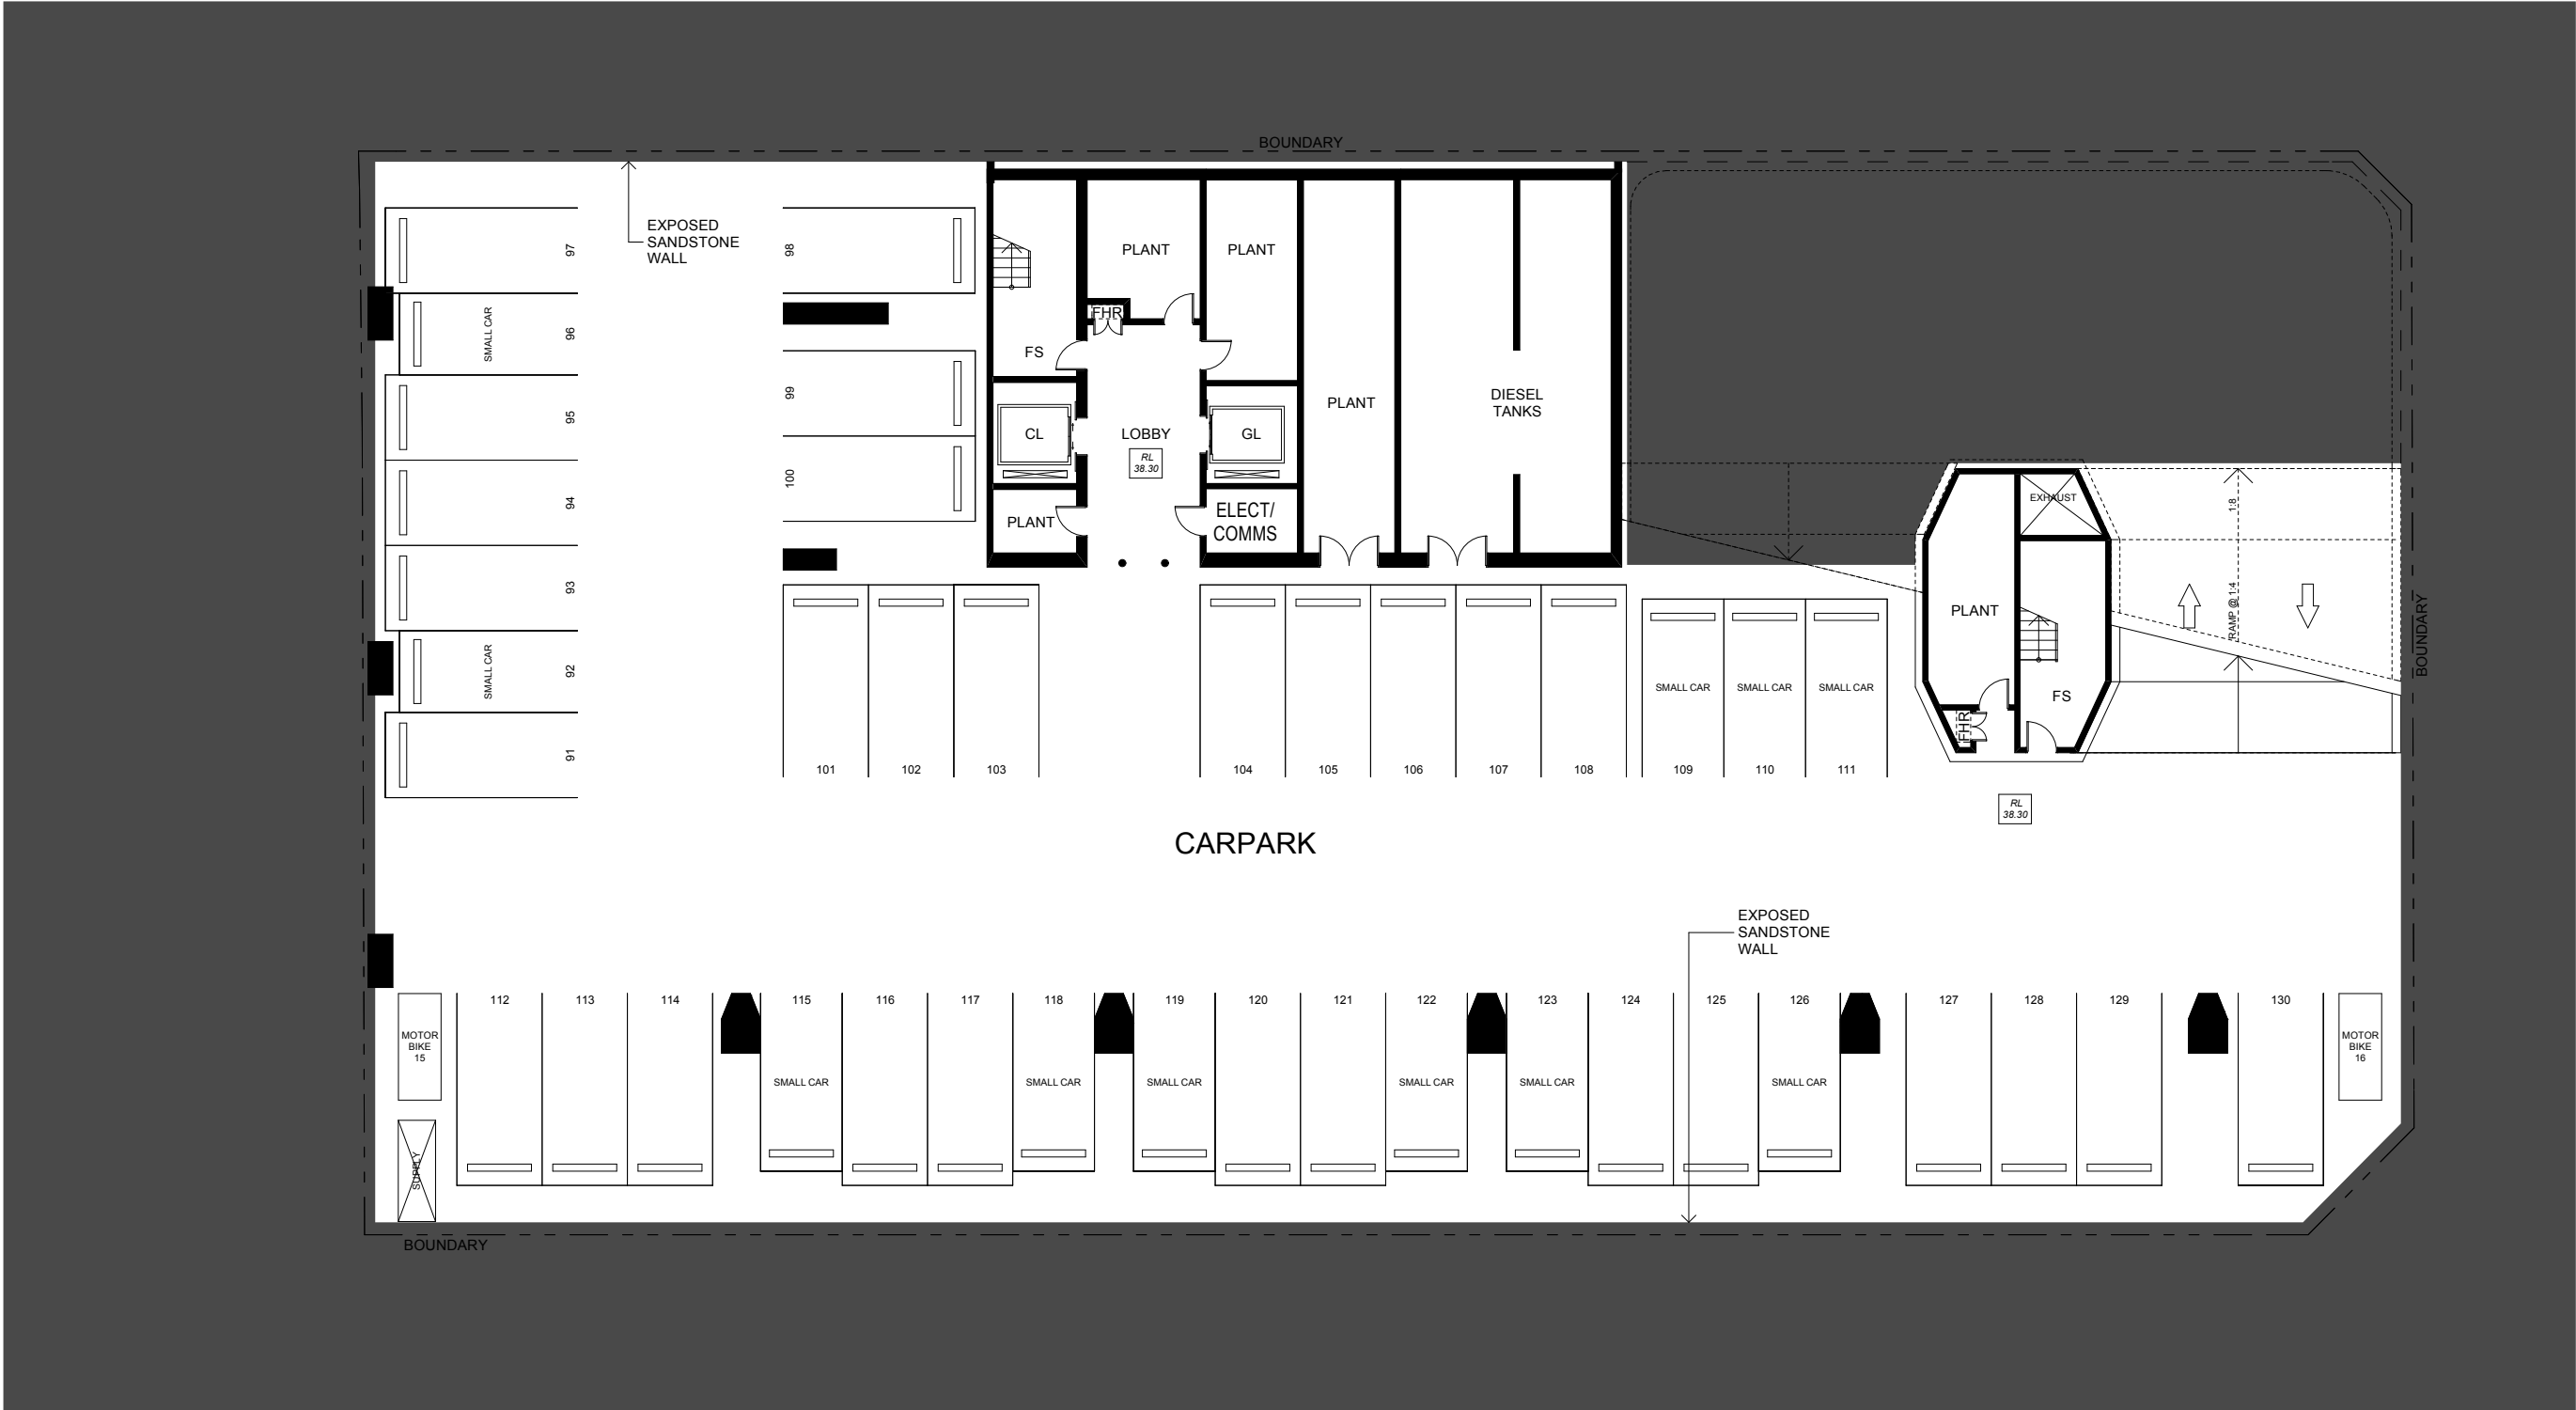 BOUNDARY
EXPOSED
SANDSTONE
WALL
97
SMALL CAR
96
95
94
93
SMALL CAR
92
91
98
99
100
FS
PLANT
PLANT
FHR
CL
LOBBY
RL
38.30
GL
PLANT
ELECT/
COMMS
PLANT
DIESEL
TANKS
EXHAUST
PLANT
FS
FHR
1:8
RAMP @ 1:4
BOUNDARY
101
102
103
104
105
106
107
108
SMALL CAR
109
SMALL CAR
110
SMALL CAR
111
RL
38.30
CARPARK
EXPOSED
SANDSTONE
WALL
MOTOR
BIKE
15
SUPPLY
112
113
114
115
SMALL CAR
116
117
118
SMALL CAR
119
SMALL CAR
120
121
122
SMALL CAR
123
SMALL CAR
124
125
126
SMALL CAR
127
128
129
130
MOTOR
BIKE
16
BOUNDARY